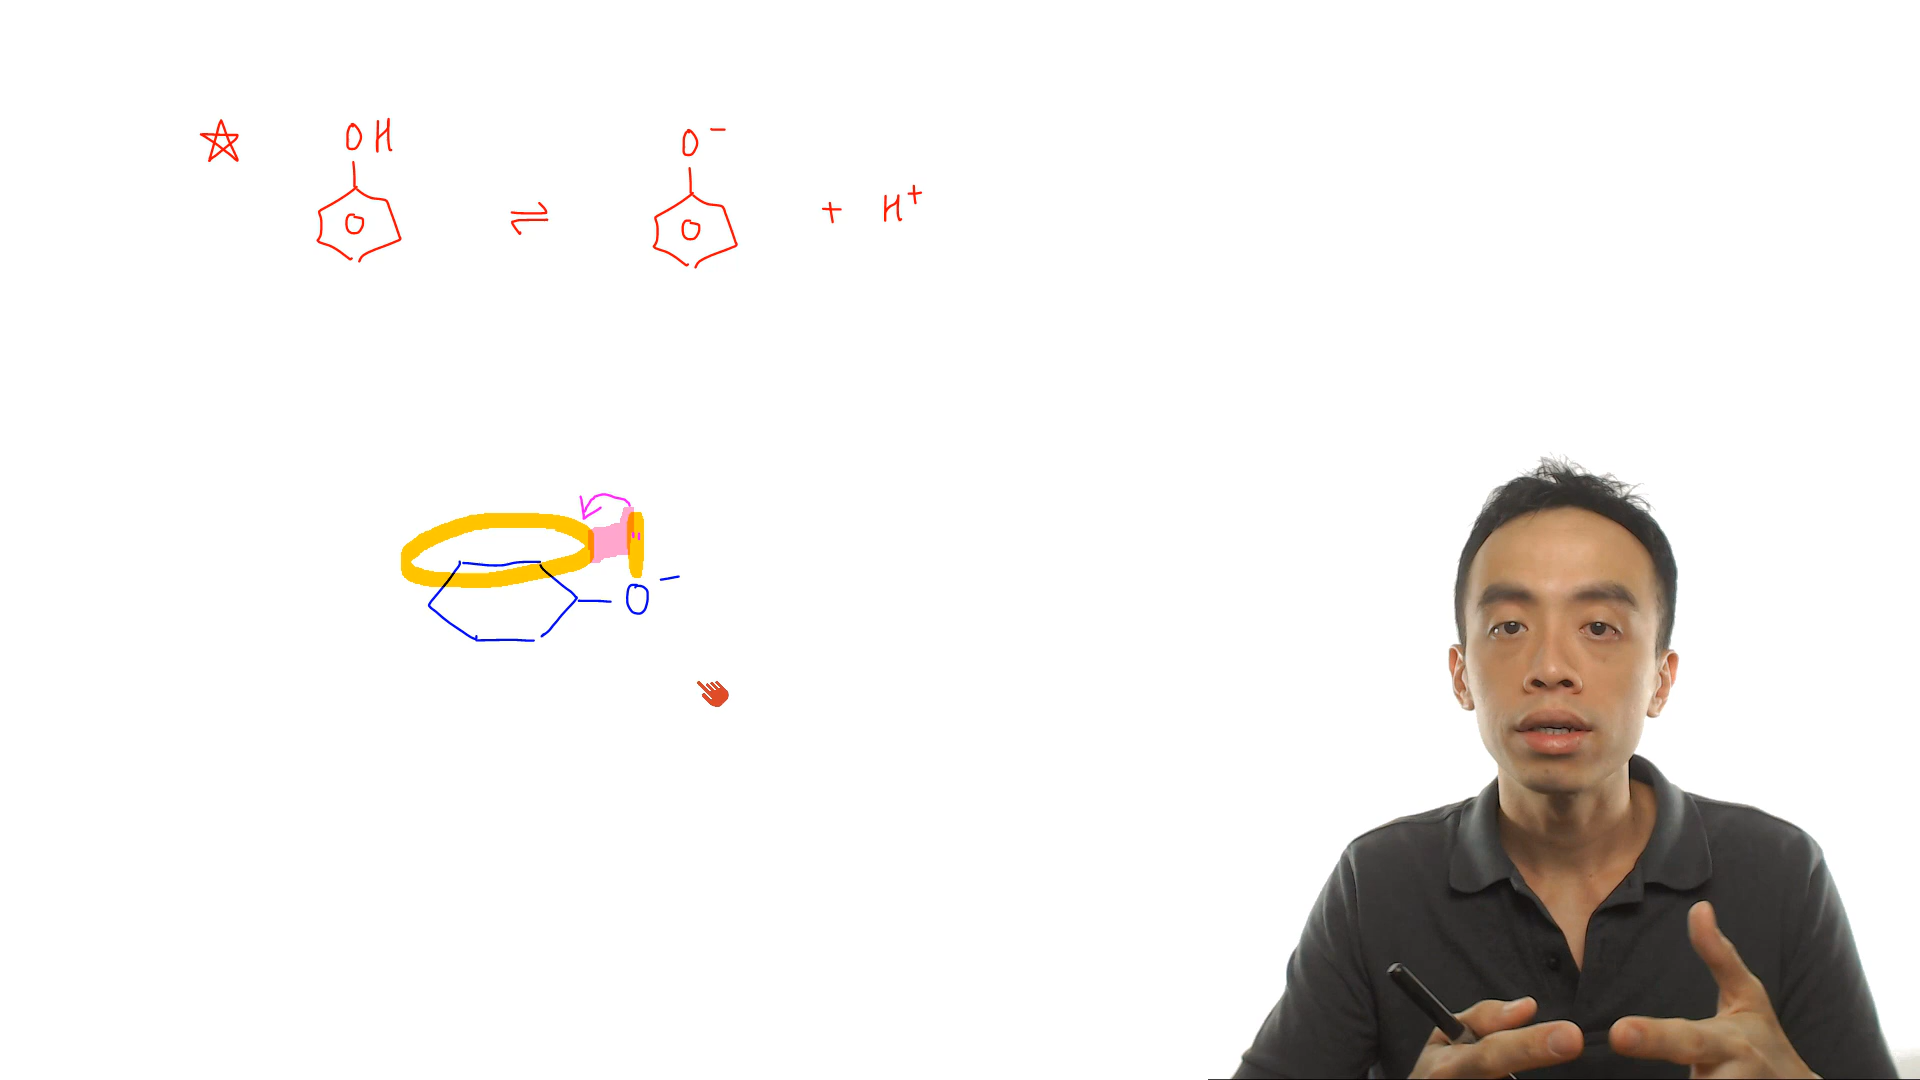 OH
O⁻
⇌ + H⁺
O⁻